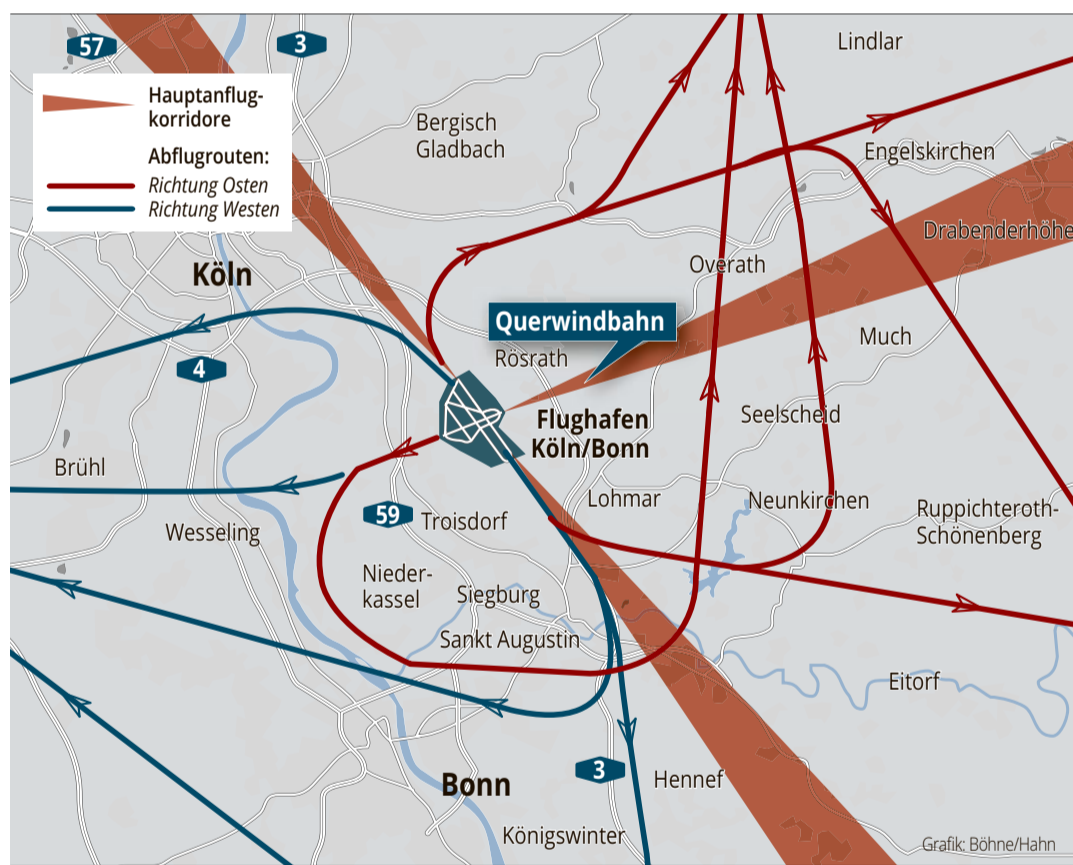 57
3
Lindlar
Hauptanflug-
korridore
Abflugrouten:
Richtung Osten
Richtung Westen
Bergisch
Gladbach
Engelskirchen
Drabenderhöhe
Overath
Köln
Querwindbahn
Rösrath
Much
4
Flughafen
Köln/Bonn
Seelscheid
Brühl
Lohmar
Neunkirchen
Ruppichteroth-
Schönenberg
59
Troisdorf
Wesseling
Nieder-
kassel
Siegburg
Sankt Augustin
Eitorf
Bonn
3
Hennef
Königswinter
Grafik: Böhne/Hahn